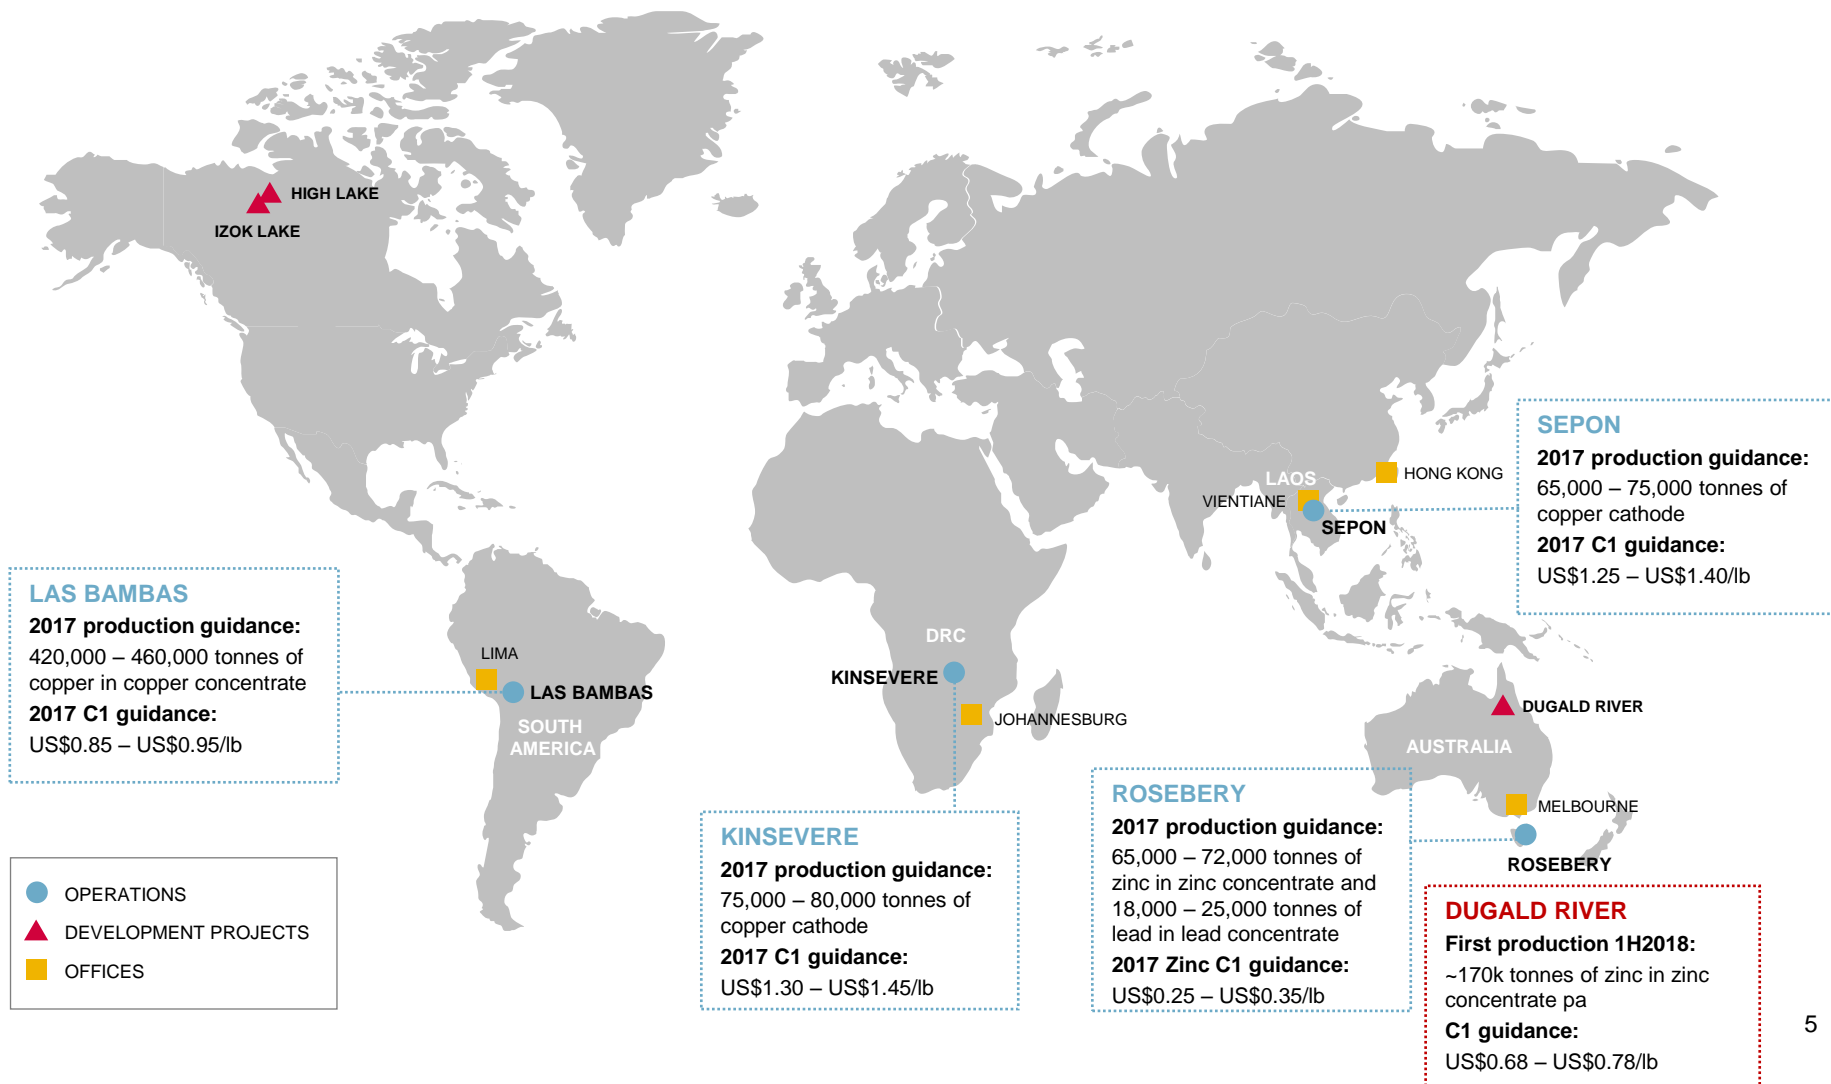 HIGH LAKE
IZOK LAKE
SEPON
2017 production guidance:
65,000 – 75,000 tonnes of
copper cathode
2017 C1 guidance:
US$1.25 – US$1.40/lb
LAOS
HONG KONG
VIENTIANE
SEPON
LAS BAMBAS
2017 production guidance:
420,000 – 460,000 tonnes of
copper in copper concentrate
2017 C1 guidance:
US$0.85 – US$0.95/lb
LIMA
LAS BAMBAS
SOUTH
AMERICA
DRC
KINSEVERE
JOHANNESBURG
DUGALD RIVER
AUSTRALIA
MELBOURNE
ROSEBERY
KINSEVERE
2017 production guidance:
75,000 – 80,000 tonnes of
copper cathode
2017 C1 guidance:
US$1.30 – US$1.45/lb
ROSEBERY
2017 production guidance:
65,000 – 72,000 tonnes of
zinc in zinc concentrate and
18,000 – 25,000 tonnes of
lead in lead concentrate
2017 Zinc C1 guidance:
US$0.25 – US$0.35/lb
DUGALD RIVER
First production 1H2018:
~170k tonnes of zinc in zinc
concentrate pa
C1 guidance:
US$0.68 – US$0.78/lb
OPERATIONS
DEVELOPMENT PROJECTS
OFFICES
5